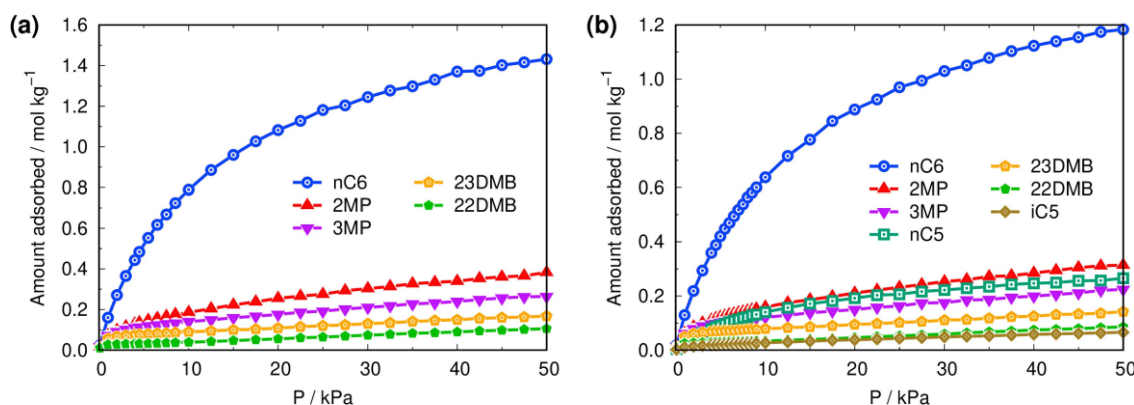 (a)
Amount adsorbed / mol kg⁻¹
1.6
1.4
1.2
1.0
0.8
0.6
0.4
0.2
0.0
nC6
2MP
3MP
23DMB
22DMB
0 10 20 30 40 50
P / kPa
(b)
Amount adsorbed / mol kg⁻¹
1.2
1.0
0.8
0.6
0.4
0.2
0.0
nC6
2MP
3MP
nC5
23DMB
22DMB
iC5
0 10 20 30 40 50
P / kPa